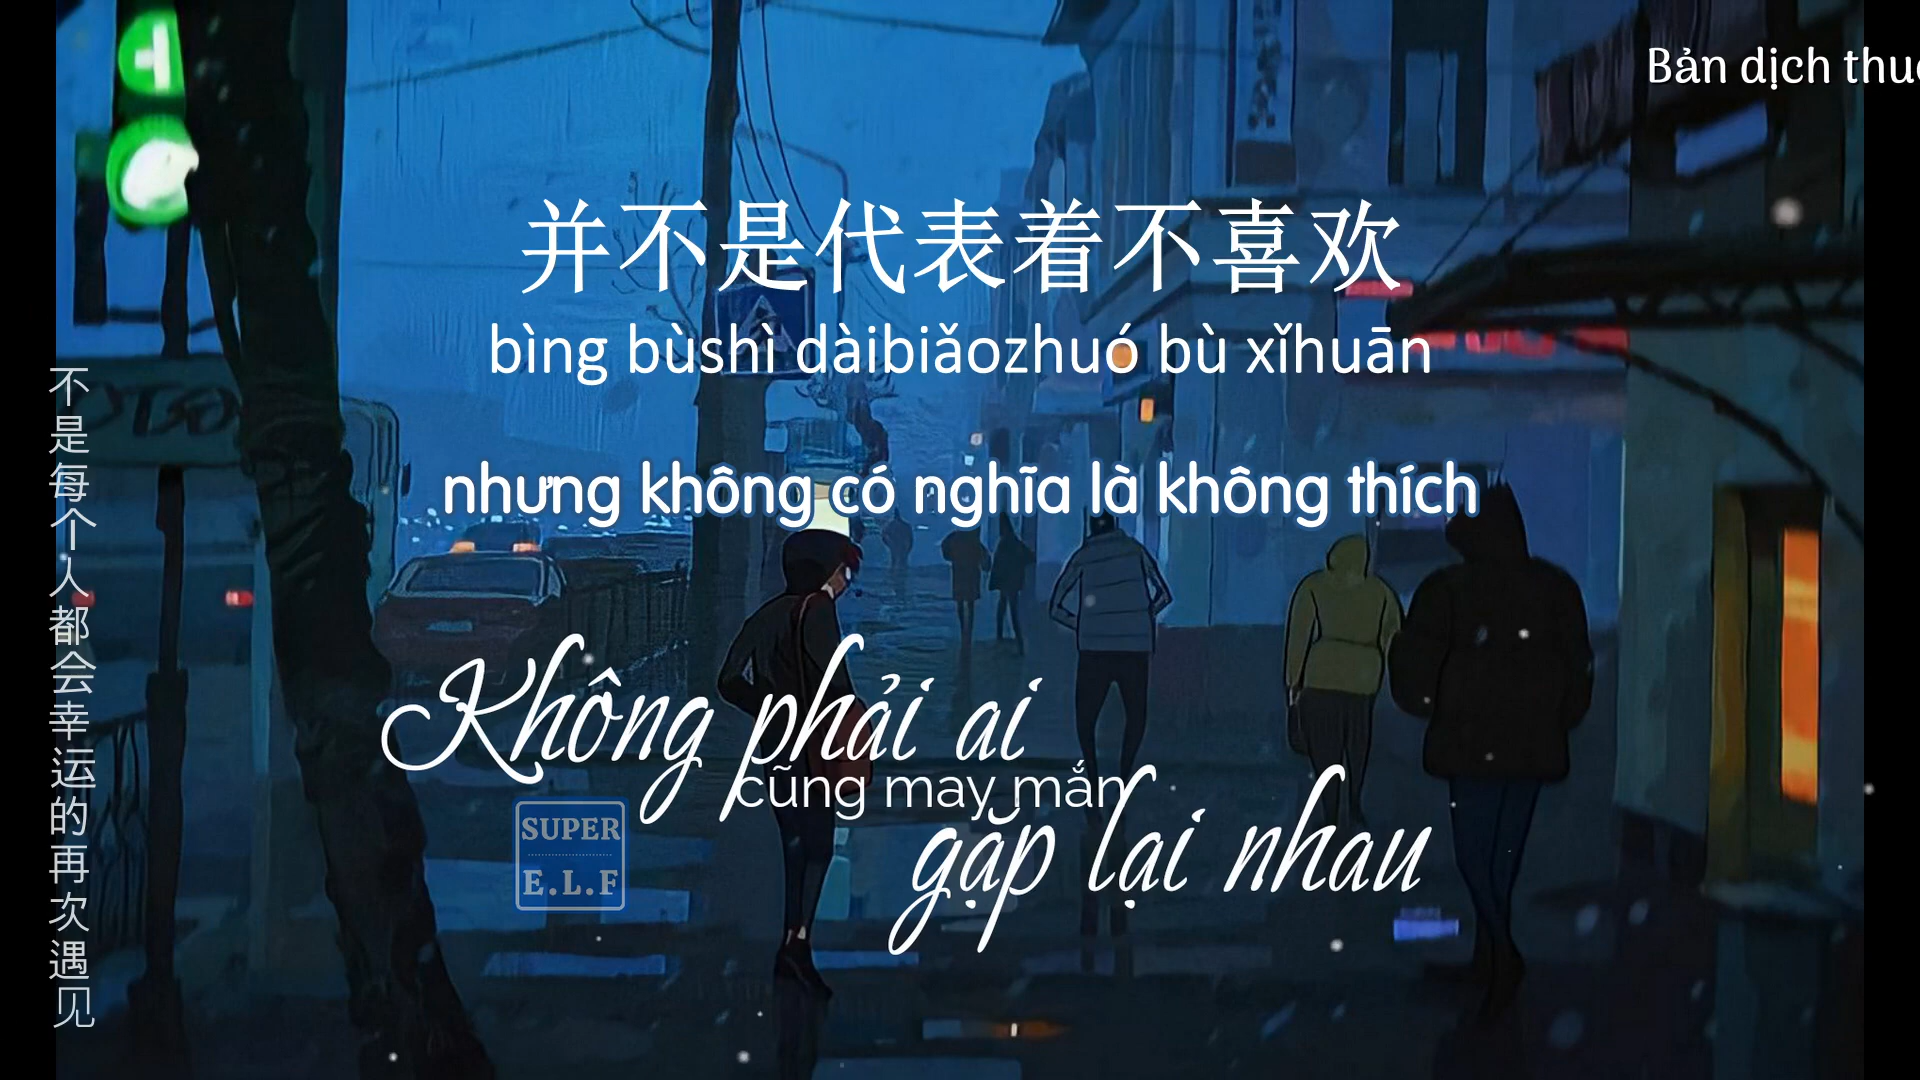 Bản dịch
并不是代表着不喜欢
bìng bùshì dàibiǎozhuó bù xǐhuān
nhưng không có nghĩa là không thích
不是每个人都会幸运的再次遇见
Không phải ai
cũng may mắn
gặp lại nhau
SUPER
E.L.F